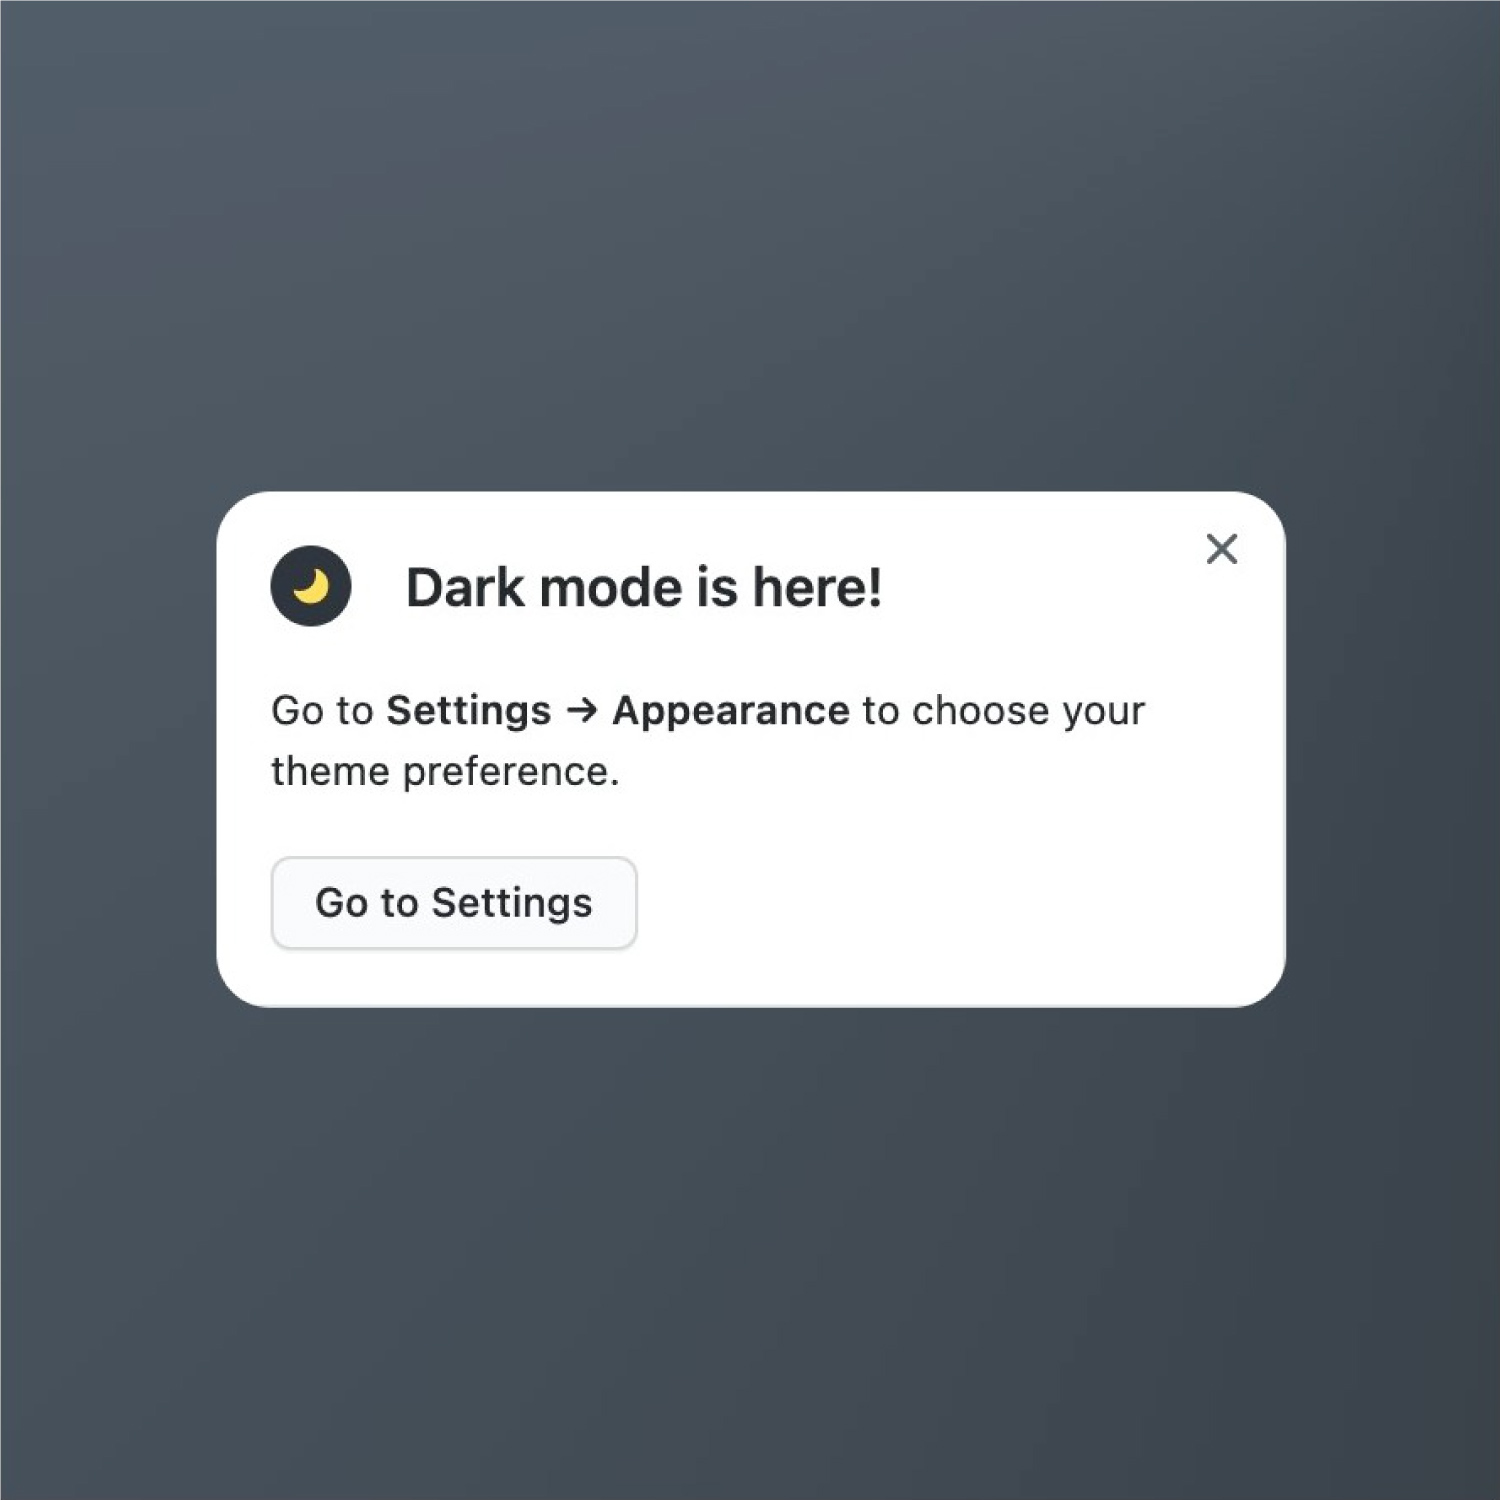 Dark mode is here!
Go to Settings → Appearance to choose your
theme preference.
Go to Settings